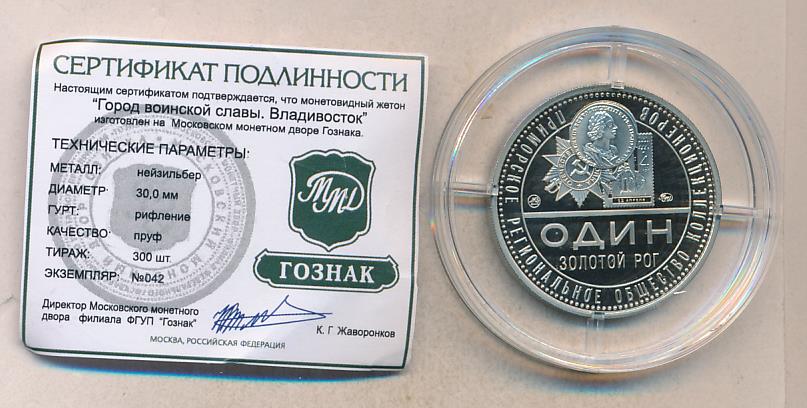 СЕРТИФИКАТ ПОДЛИННОСТИ
Настоящим сертификатом подтверждается, что монетовидный жетон
"Город воинской славы. Владивосток"
изготовлен на Московском монетном дворе Гознака.
ТЕХНИЧЕСКИЕ ПАРАМЕТРЫ:
МЕТАЛЛ: нейзильбер
ДИАМЕТР: 30,0 мм
ГУРТ: рифление
КАЧЕСТВО: пруф
ТИРАЖ: 300 шт.
ЭКЗЕМПЛЯР: №042
ММД
ГОЗНАК
Директор Московского монетного
двора филиала ФГУП "Гознак"
К. Г Жаворонков
МОСКВА, РОССИЙСКАЯ ФЕДЕРАЦИЯ
ПРИМОРСКОЕ РЕГИОНАЛЬНОЕ ОБЩЕСТВО КОЛЛЕКЦИОНЕРОВ
12 АПРЕЛЯ
ОДИН
ЗОЛОТОЙ РОГ